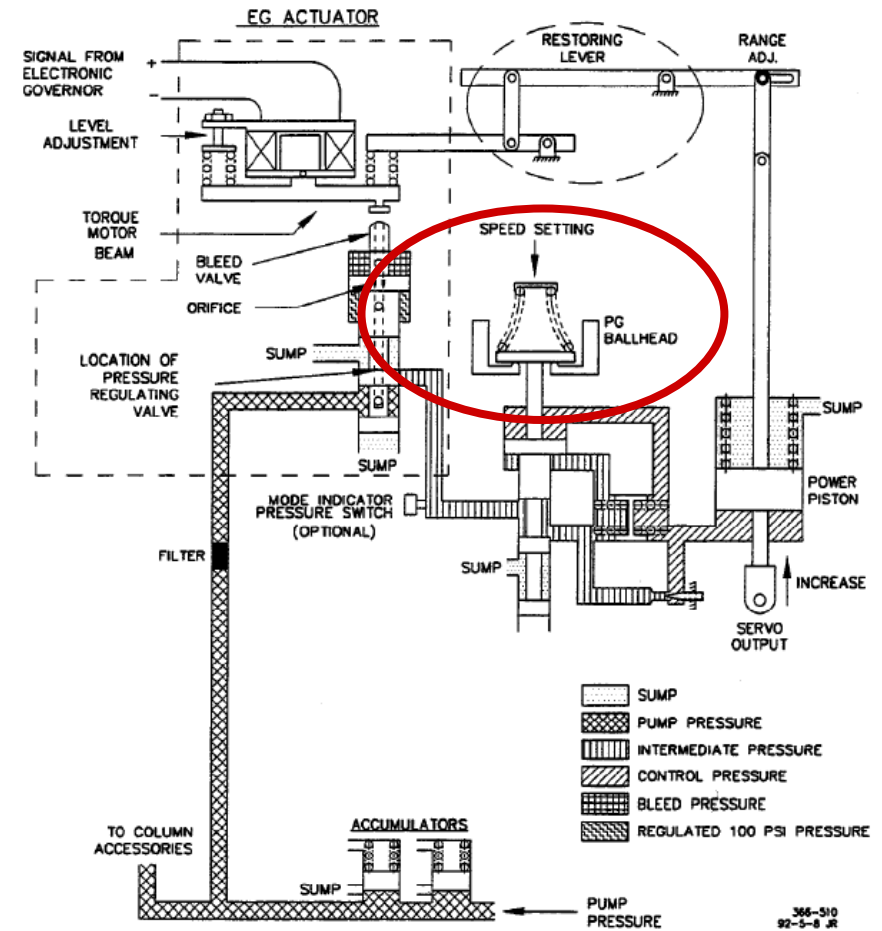 EG ACTUATOR
SIGNAL FROM
ELECTRONIC
GOVERNOR
+
−
LEVEL
ADJUSTMENT
RESTORING
LEVER
RANGE
ADJ.
TORQUE
MOTOR
BEAM
BLEED
VALVE
ORIFICE
SPEED SETTING
PG
BALLHEAD
SUMP
LOCATION OF
PRESSURE
REGULATING
VALVE
SUMP
SUMP
MODE INDICATOR
PRESSURE SWITCH
(OPTIONAL)
POWER
PISTON
FILTER
SUMP
INCREASE
SERVO
OUTPUT
SUMP
PUMP PRESSURE
INTERMEDIATE PRESSURE
CONTROL PRESSURE
BLEED PRESSURE
REGULATED 100 PSI PRESSURE
TO COLUMN
ACCESSORIES
ACCUMULATORS
SUMP
PUMP
PRESSURE
366-510
92-5-8 JR